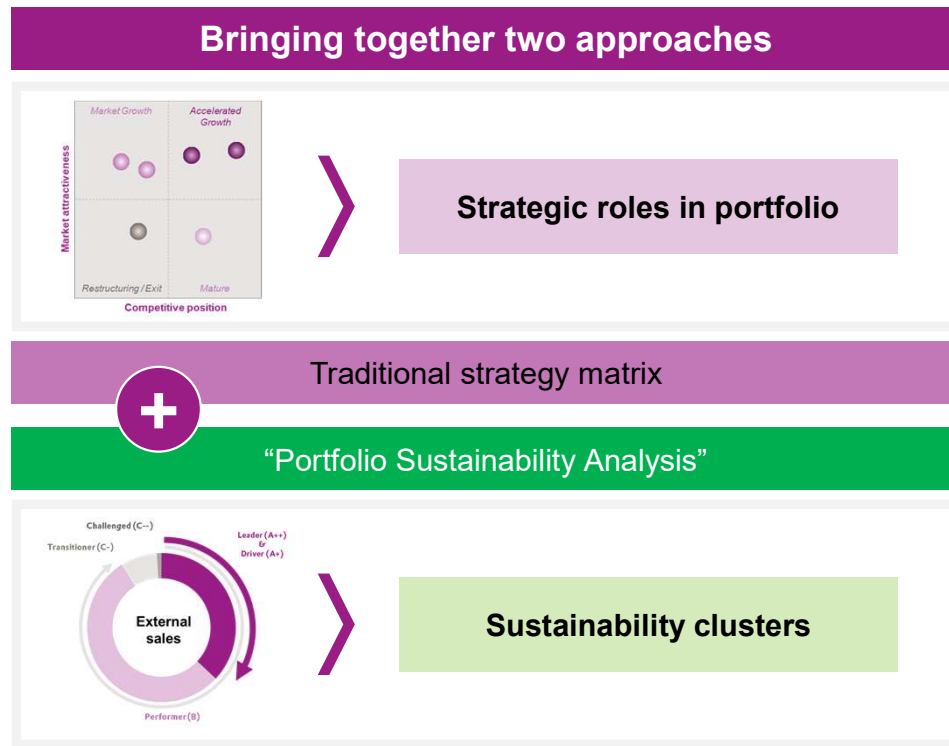 Bringing together two approaches
Market Growth
Accelerated
Growth
Market attractiveness
Restructuring / Exit
Mature
Competitive position
Strategic roles in portfolio
Traditional strategy matrix
+
“Portfolio Sustainability Analysis”
Challenged (C--)
Transitioner (C-)
Leader (A++)
&
Driver (A+)
External
sales
Performer (B)
Sustainability clusters